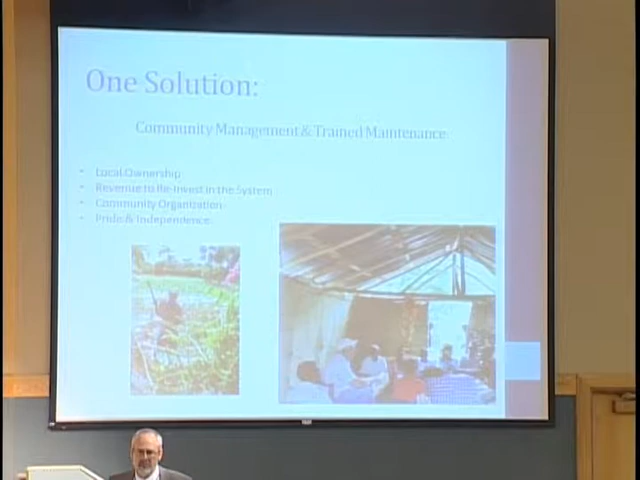 One Solution:
Community Management & Trained Maintenance
Local Ownership
Revenue to Re-Invest in the System
Community Organization
Pride & Independence